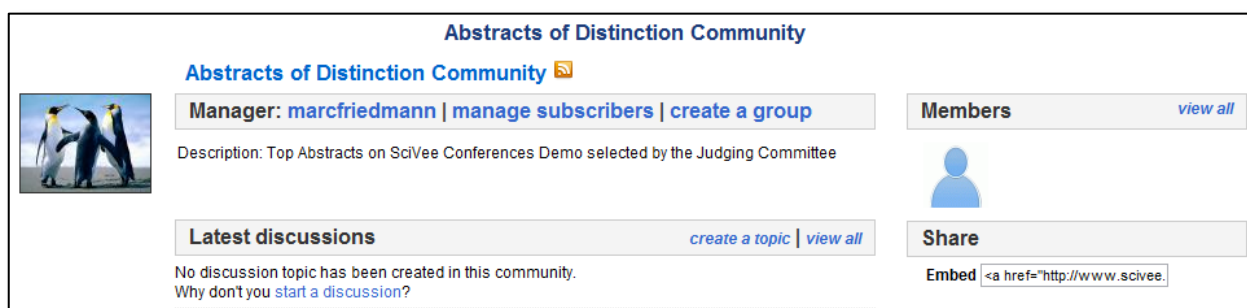 Abstracts of Distinction Community
Abstracts of Distinction Community
Manager: marcfriedmann | manage subscribers | create a group
Description: Top Abstracts on SciVee Conferences Demo selected by the Judging Committee
Members view all
Latest discussions create a topic | view all
No discussion topic has been created in this community.
Why don't you start a discussion?
Share
Embed <a href="http://www.scivee.